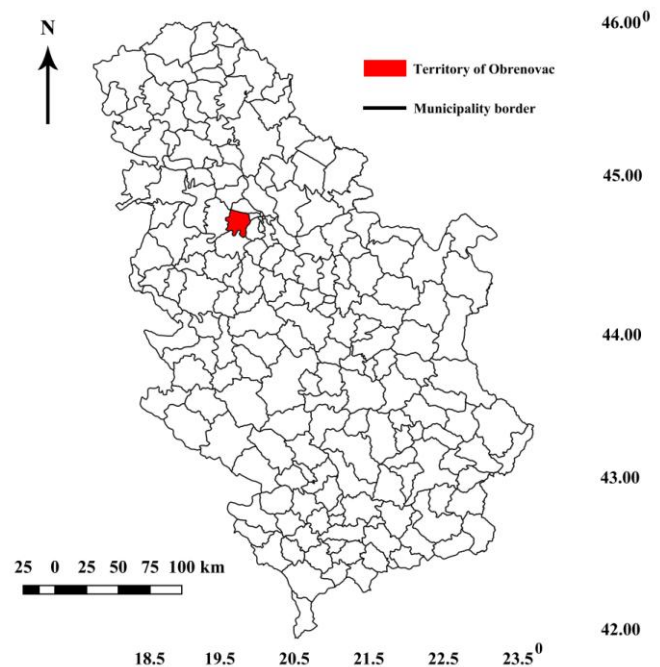 46.00⁰
N
Territory of Obrenovac
Municipality border
45.00
44.00
43.00
25 0 25 50 75 100 km
42.00
18.5 19.5 20.5 21.5 22.5 23.5⁰